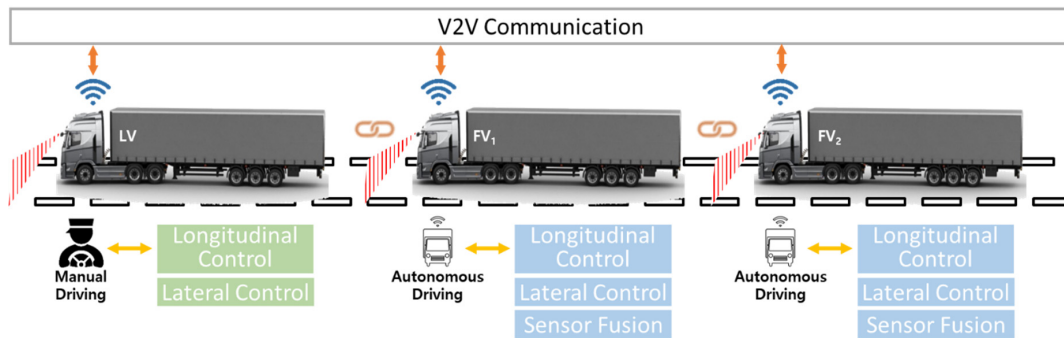 V2V Communication
LV
FV₁
FV₂
Manual
Driving
Longitudinal
Control
Lateral Control
Autonomous
Driving
Longitudinal
Control
Lateral Control
Sensor Fusion
Autonomous
Driving
Longitudinal
Control
Lateral Control
Sensor Fusion